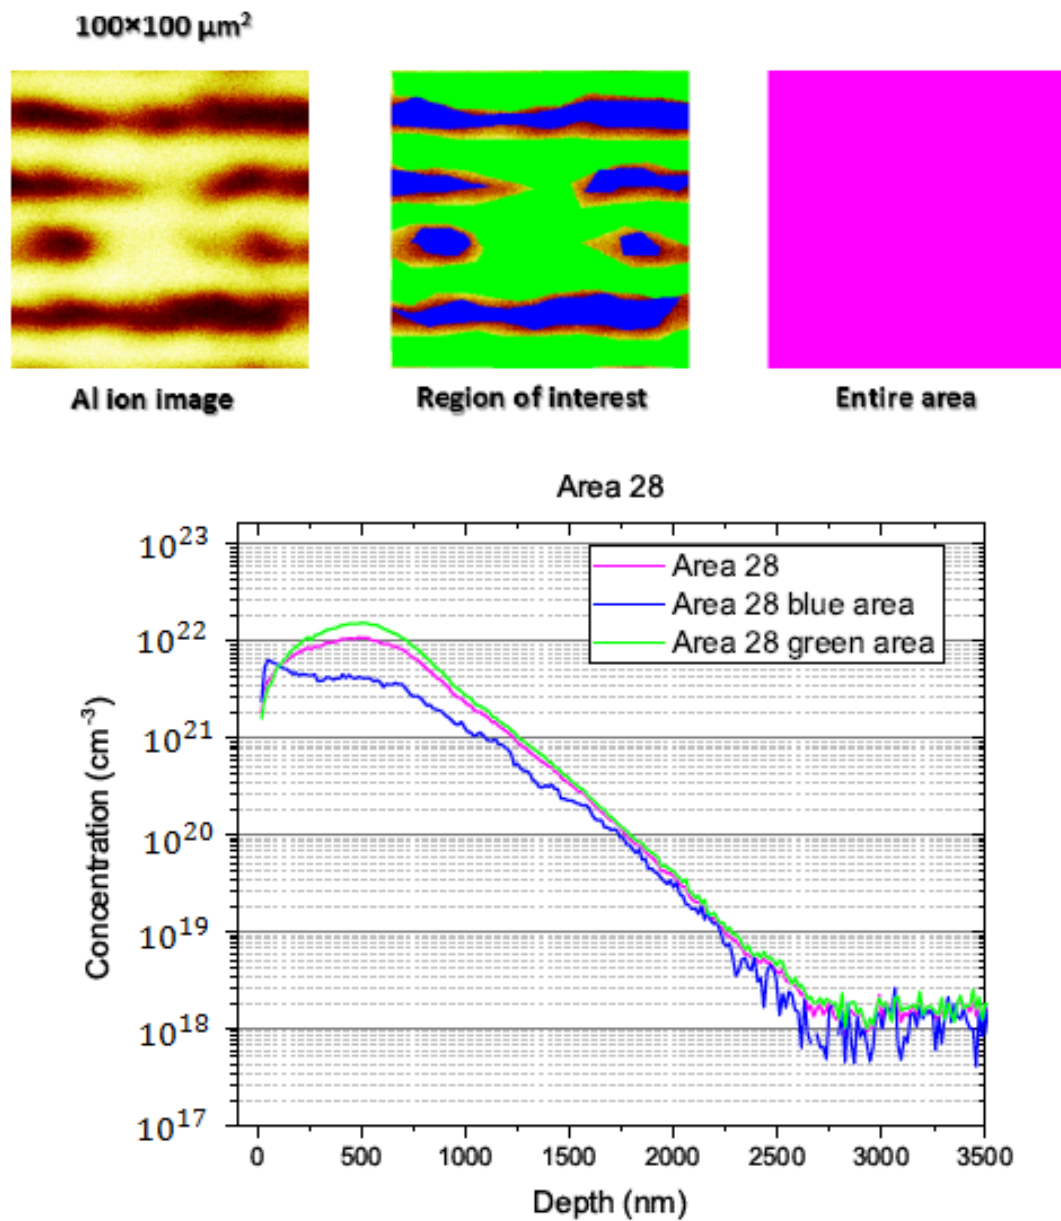 100×100 μm²
Al ion image
Region of interest
Entire area
Area 28
10²³
10²²
10²¹
10²⁰
10¹⁹
10¹⁸
10¹⁷
Concentration (cm⁻³)
Area 28
Area 28 blue area
Area 28 green area
0 500 1000 1500 2000 2500 3000 3500
Depth (nm)